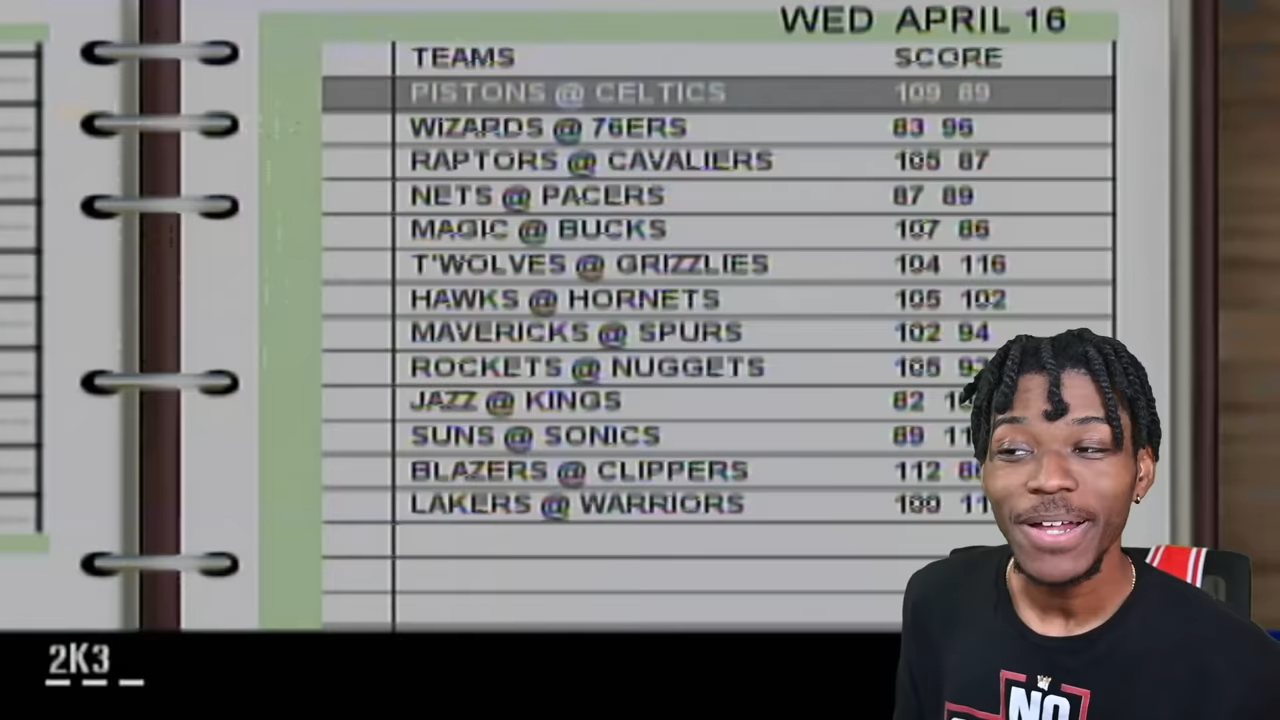 WED APRIL 16
TEAMS SCORE
PISTONS @ CELTICS 109 89
WIZARDS @ 76ERS 83 96
RAPTORS @ CAVALIERS 105 87
NETS @ PACERS 87 89
MAGIC @ BUCKS 107 86
T'WOLVES @ GRIZZLIES 104 116
HAWKS @ HORNETS 105 102
MAVERICKS @ SPURS 102 94
ROCKETS @ NUGGETS 105
JAZZ @ KINGS 82
SUNS @ SONICS 89
BLAZERS @ CLIPPERS 112
LAKERS @ WARRIORS 100
2K3
NO